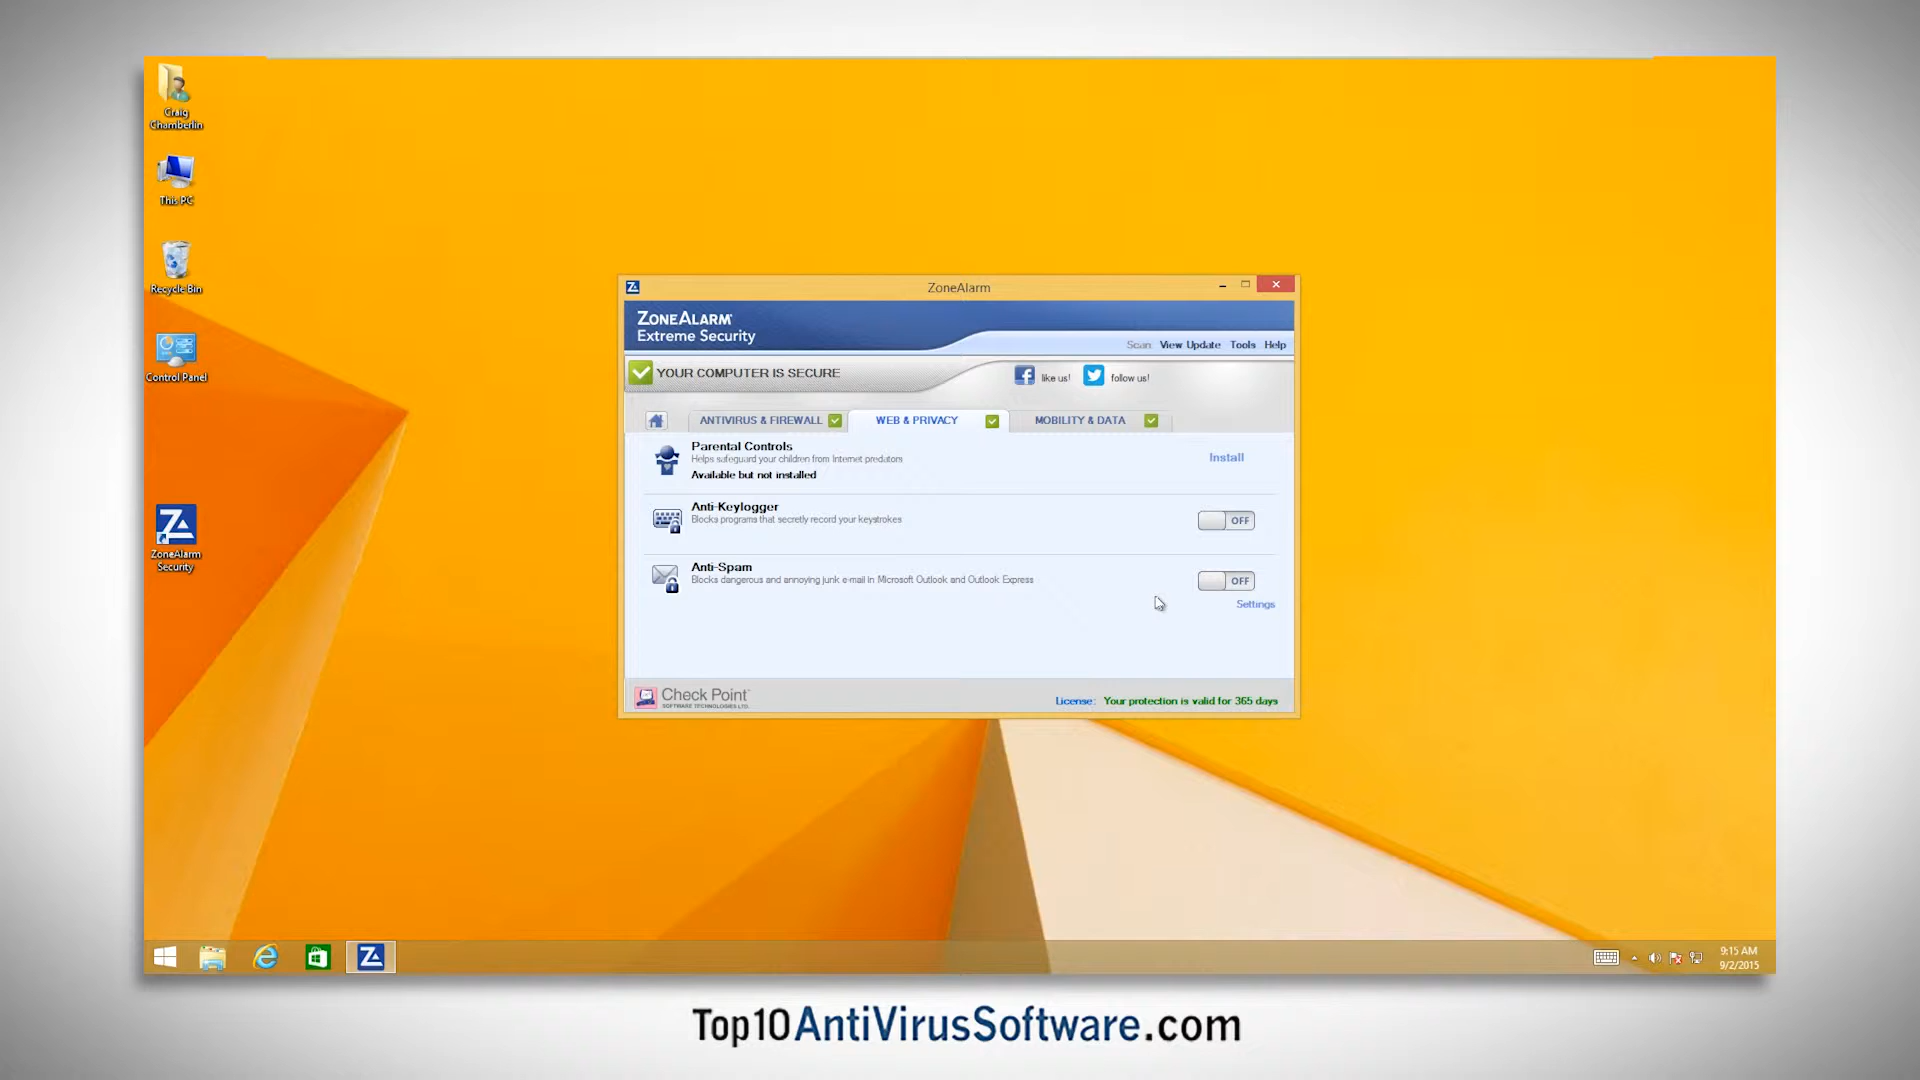 Craig
Chamberlin
This PC
Recycle Bin
Control Panel
ZoneAlarm
Security
ZoneAlarm
ZONEALARM
Extreme Security
Scan View Update Tools Help
YOUR COMPUTER IS SECURE
like us! follow us!
ANTIVIRUS & FIREWALL WEB & PRIVACY MOBILITY & DATA
Parental Controls
Helps safeguard your children from Internet predators
Available but not installed
Install
Anti-Keylogger
Blocks programs that secretly record your keystrokes
OFF
Anti-Spam
Blocks dangerous and annoying junk e-mail in Microsoft Outlook and Outlook Express
OFF
Settings
Check Point
SOFTWARE TECHNOLOGIES LTD.
License: Your protection is valid for 365 days
9:15 AM
9/2/2015
Top10AntiVirusSoftware.com